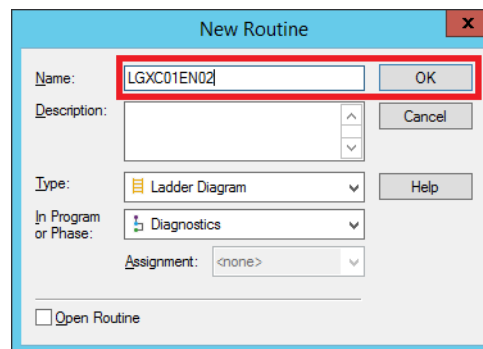 New Routine
x
Name: LGXC01EN02 OK
Description: Cancel
Type: Ladder Diagram Help
In Program
or Phase: Diagnostics
Assignment: <none>
Open Routine